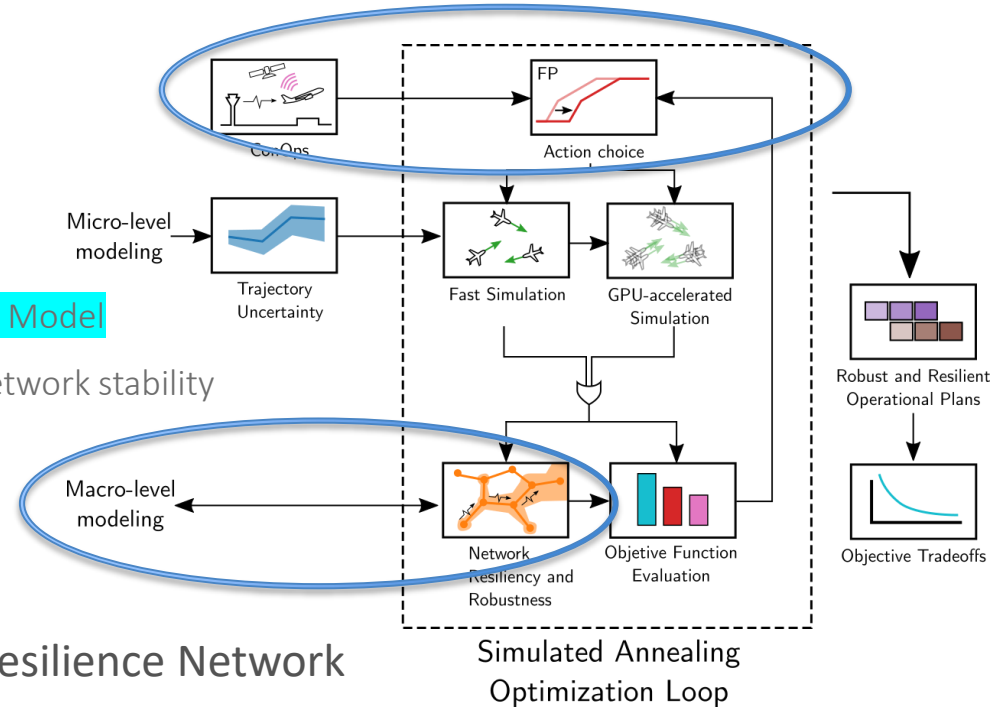 FP
ConOps
Action choice
Micro-level
modeling
Trajectory
Uncertainty
Fast Simulation
GPU-accelerated
Simulation
Model
etwork stability
Robust and Resilient
Operational Plans
Macro-level
modeling
Network
Resiliency and
Robustness
Objetive Function
Evaluation
Objective Tradeoffs
esilience Network
Simulated Annealing
Optimization Loop